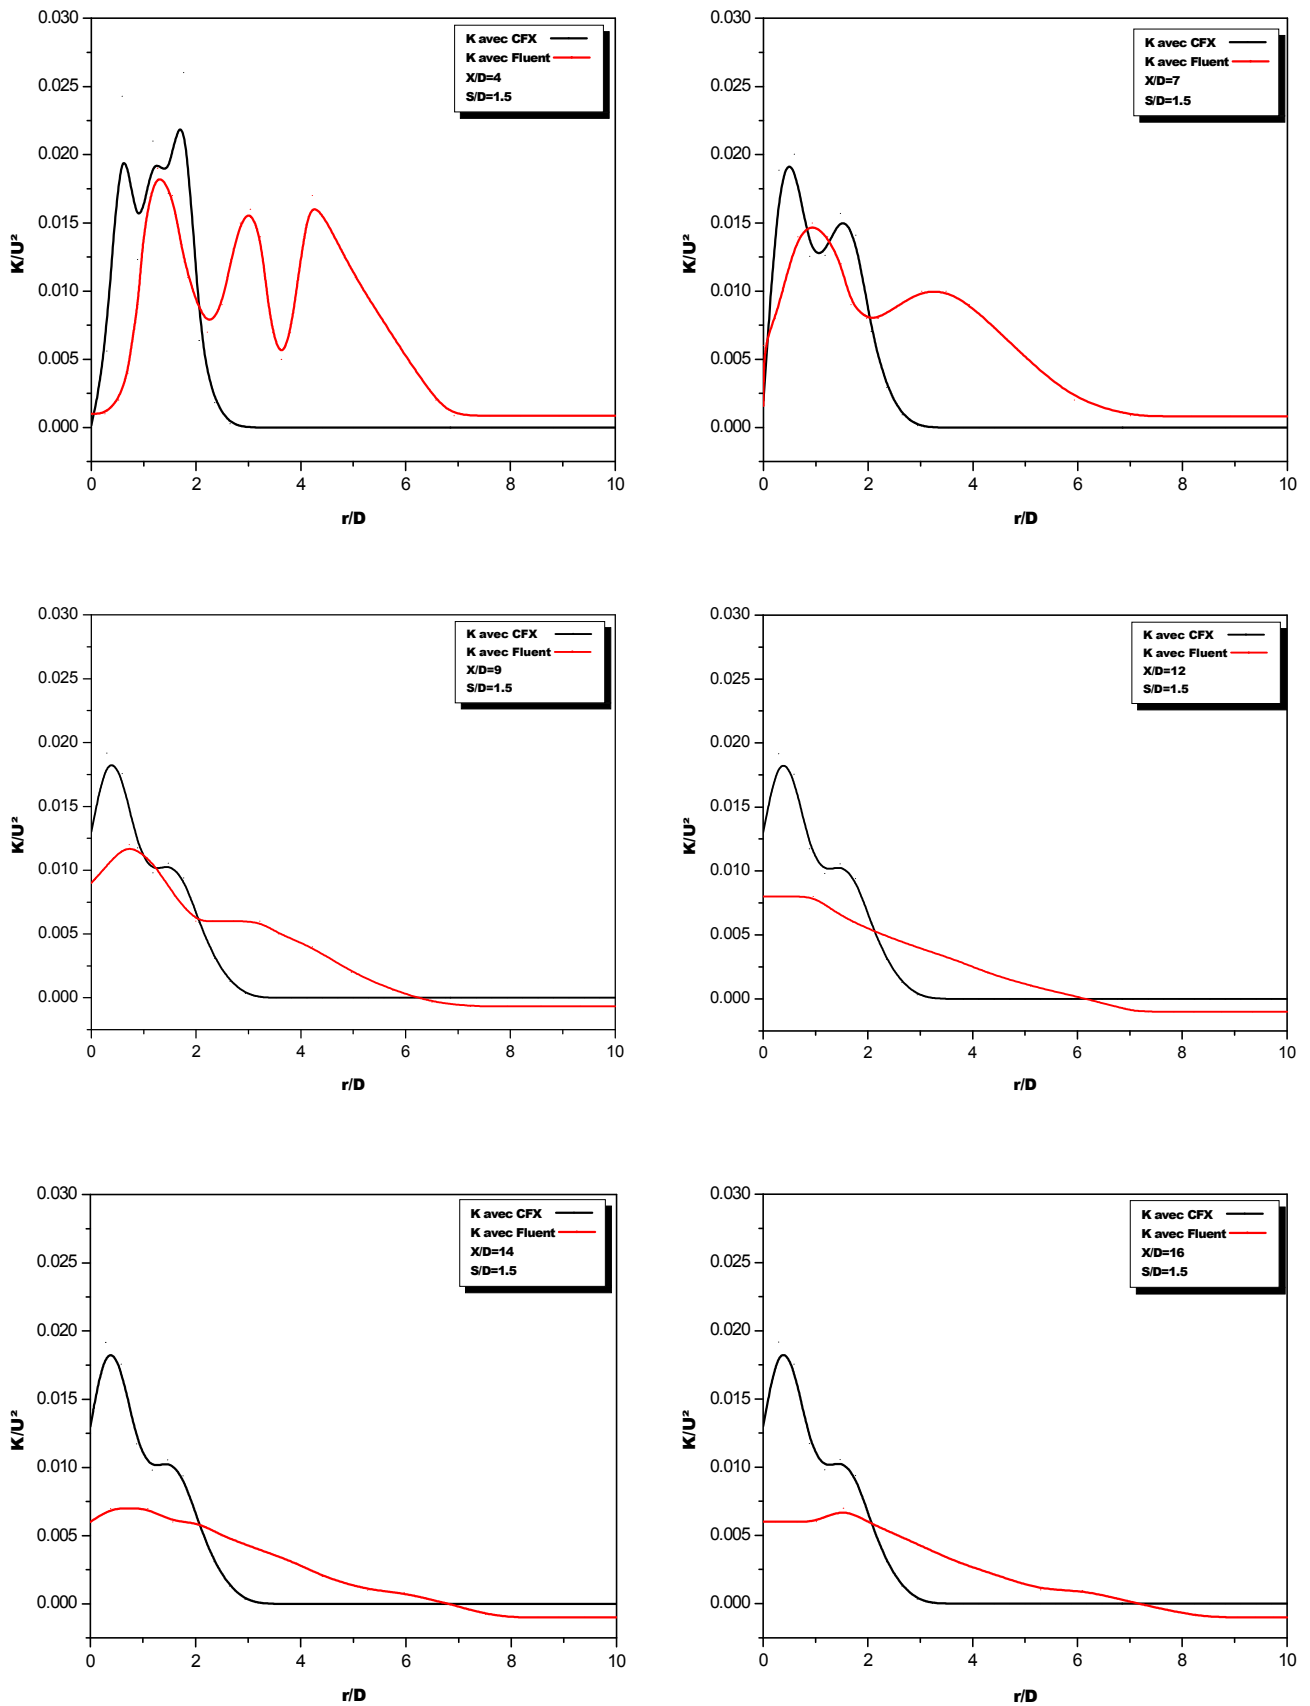 0.030
0.025
0.020
0.015
0.010
0.005
0.000
K/U²
0
2
4
6
8
10
r/D
K avec CFX
K avec Fluent
X/D=4
S/D=1.5
0.030
0.025
0.020
0.015
0.010
0.005
0.000
K/U²
0
2
4
6
8
10
r/D
K avec CFX
K avec Fluent
X/D=7
S/D=1.5
0.030
0.025
0.020
0.015
0.010
0.005
0.000
K/U²
0
2
4
6
8
10
r/D
K avec CFX
K avec Fluent
X/D=9
S/D=1.5
0.030
0.025
0.020
0.015
0.010
0.005
0.000
K/U²
0
2
4
6
8
10
r/D
K avec CFX
K avec Fluent
X/D=12
S/D=1.5
0.030
0.025
0.020
0.015
0.010
0.005
0.000
K/U²
0
2
4
6
8
10
r/D
K avec CFX
K avec Fluent
X/D=14
S/D=1.5
0.030
0.025
0.020
0.015
0.010
0.005
0.000
K/U²
0
2
4
6
8
10
r/D
K avec CFX
K avec Fluent
X/D=16
S/D=1.5